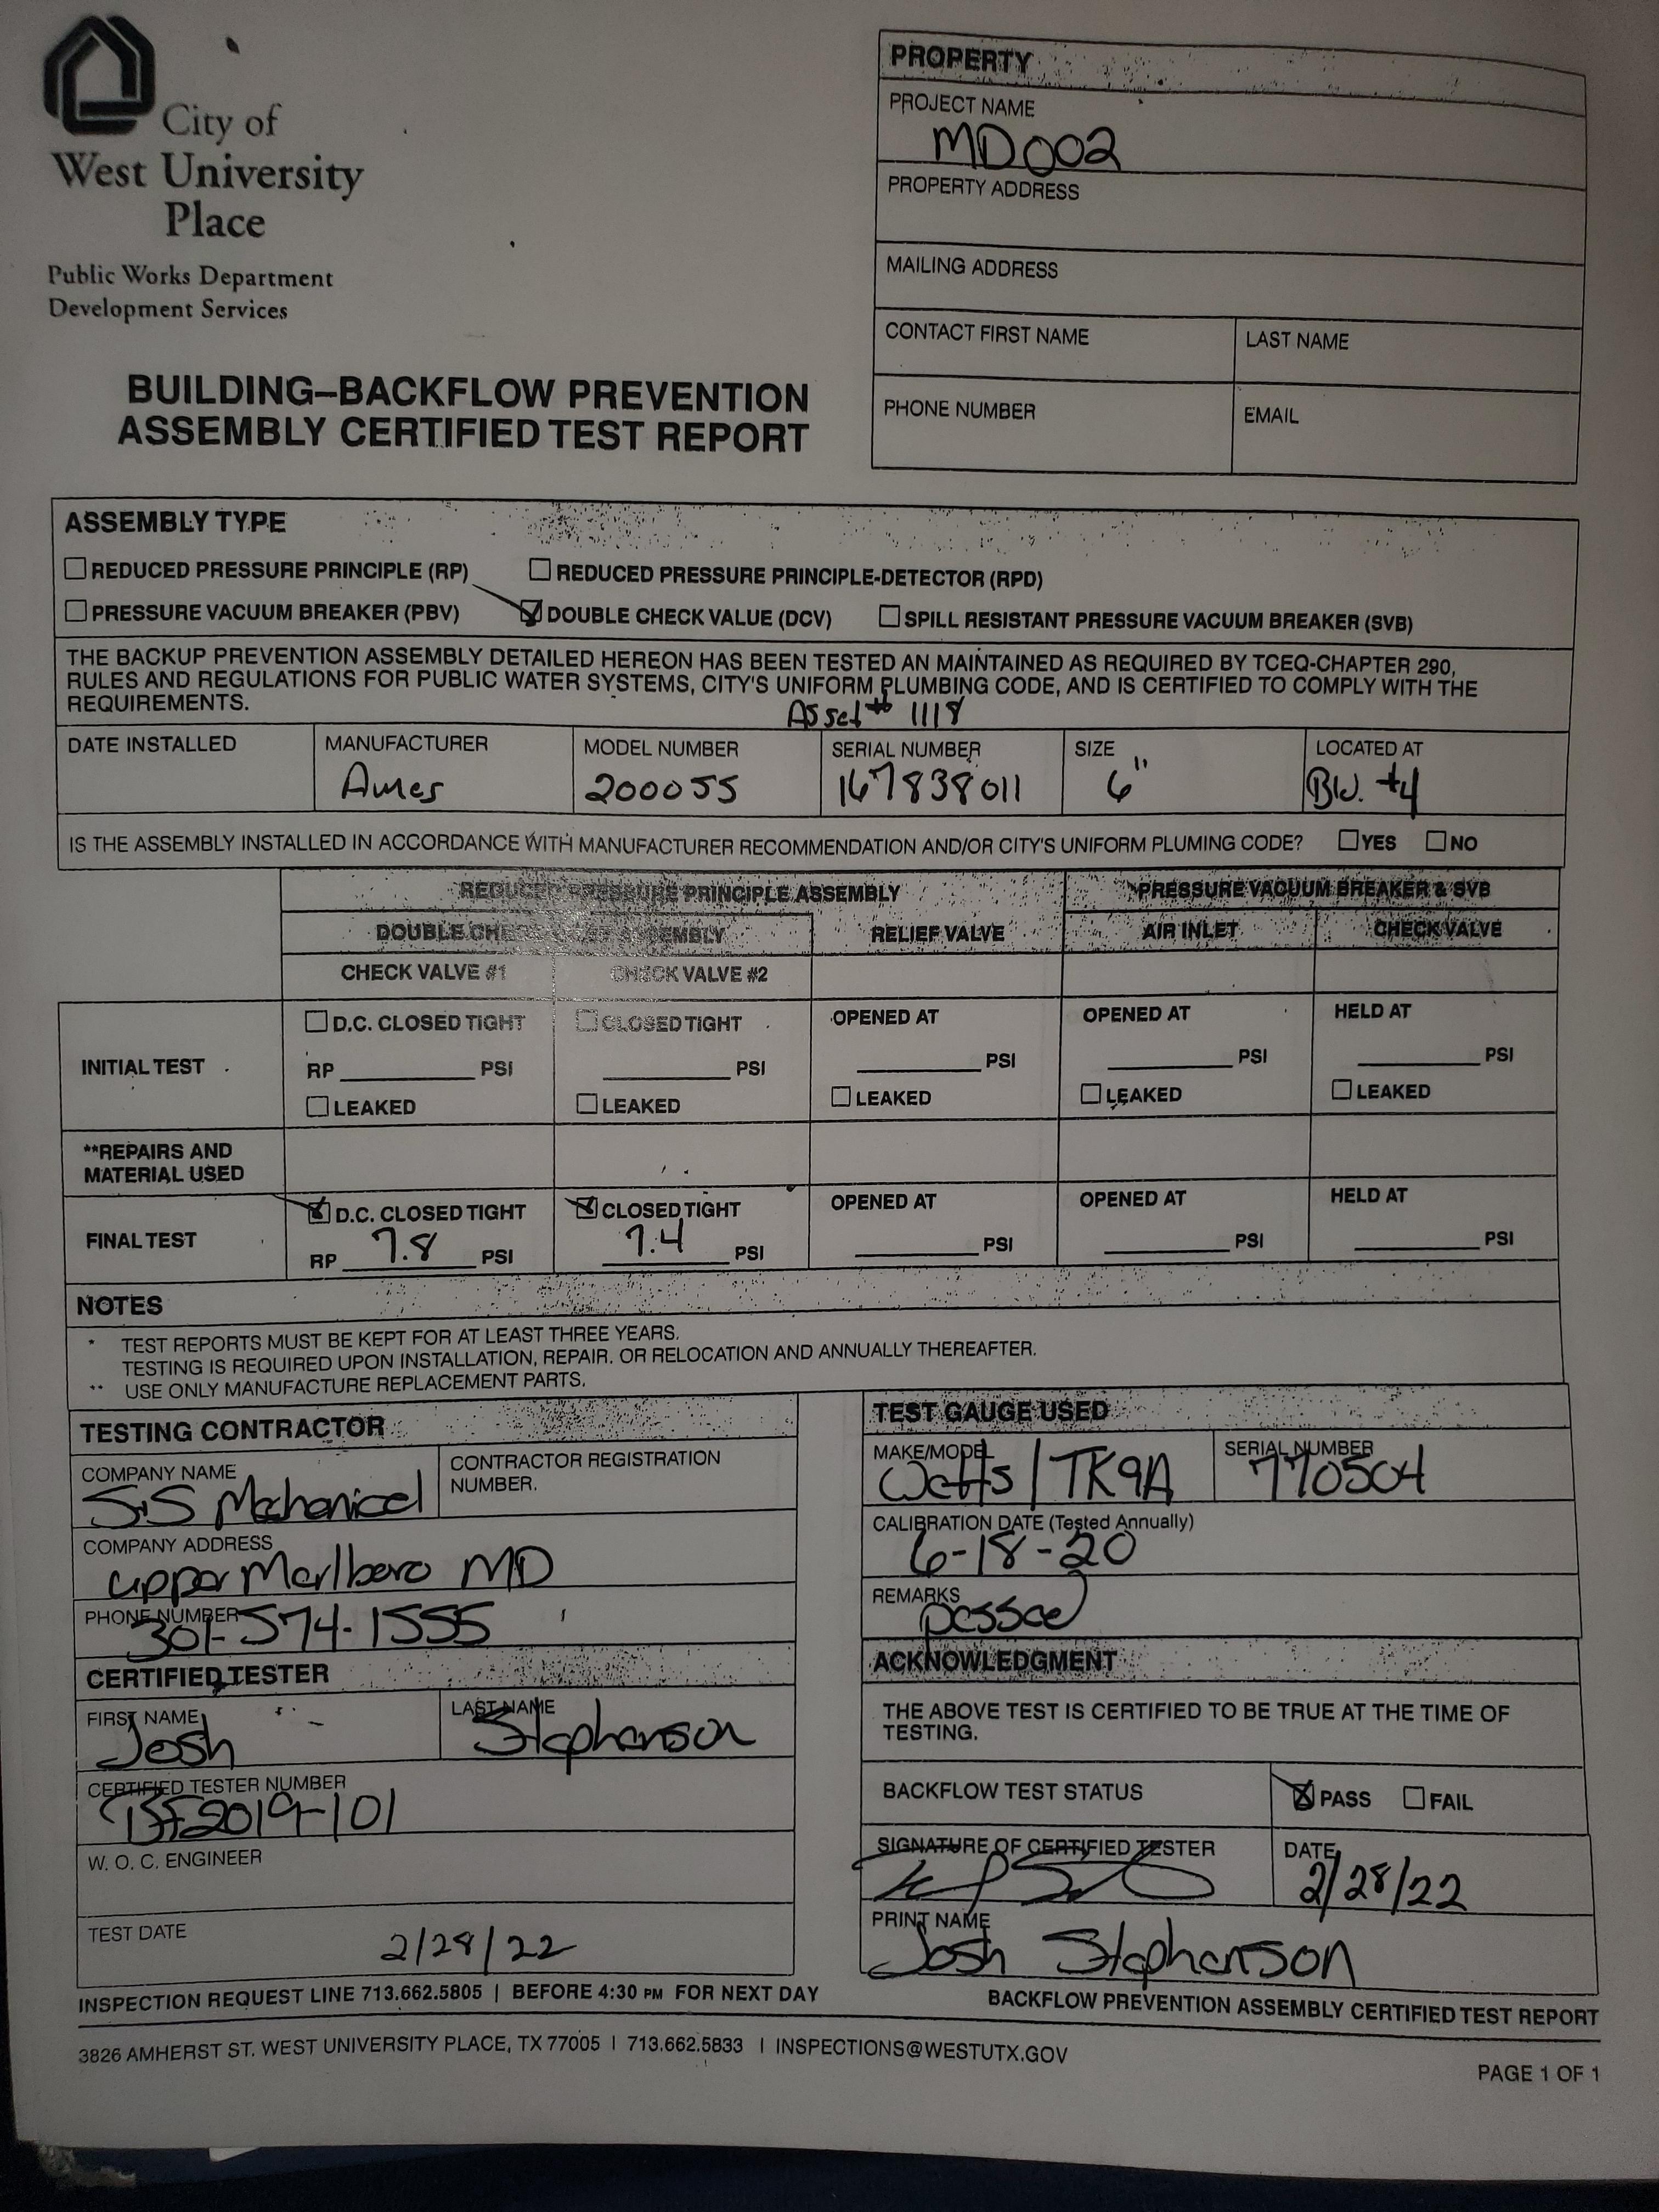 City of
West University
Place
Public Works Department
Development Services
BUILDING–BACKFLOW PREVENTION
ASSEMBLY CERTIFIED TEST REPORT
PROPERTY
PROJECT NAME
MD002
PROPERTY ADDRESS
MAILING ADDRESS
CONTACT FIRST NAME
LAST NAME
PHONE NUMBER
EMAIL
ASSEMBLY TYPE
REDUCED PRESSURE PRINCIPLE (RP)
REDUCED PRESSURE PRINCIPLE-DETECTOR (RPD)
PRESSURE VACUUM BREAKER (PBV)
DOUBLE CHECK VALUE (DCV)
SPILL RESISTANT PRESSURE VACUUM BREAKER (SVB)
THE BACKUP PREVENTION ASSEMBLY DETAILED HEREON HAS BEEN TESTED AN MAINTAINED AS REQUIRED BY TCEQ-CHAPTER 290,
RULES AND REGULATIONS FOR PUBLIC WATER SYSTEMS, CITY'S UNIFORM PLUMBING CODE, AND IS CERTIFIED TO COMPLY WITH THE
REQUIREMENTS.
Asset# 1118
DATE INSTALLED
MANUFACTURER
Ames
MODEL NUMBER
2000SS
SERIAL NUMBER
167838011
SIZE
6"
LOCATED AT
#4
IS THE ASSEMBLY INSTALLED IN ACCORDANCE WITH MANUFACTURER RECOMMENDATION AND/OR CITY'S UNIFORM PLUMING CODE? YES NO
REDUCED PRESSURE PRINCIPLE ASSEMBLY
PRESSURE VACUUM BREAKER & SVB
DOUBLE CHECK VALVE ASSEMBLY
RELIEF VALVE
AIR INLET
CHECK VALVE
CHECK VALVE #1
CHECK VALVE #2
INITIAL TEST
D.C. CLOSED TIGHT
RP PSI
LEAKED
CLOSED TIGHT
PSI
LEAKED
OPENED AT
PSI
LEAKED
OPENED AT
PSI
LEAKED
HELD AT
PSI
LEAKED
**REPAIRS AND
MATERIAL USED
FINAL TEST
D.C. CLOSED TIGHT
RP 7.8 PSI
CLOSED TIGHT
7.4 PSI
OPENED AT
PSI
OPENED AT
PSI
HELD AT
PSI
NOTES
* TEST REPORTS MUST BE KEPT FOR AT LEAST THREE YEARS.
TESTING IS REQUIRED UPON INSTALLATION, REPAIR. OR RELOCATION AND ANNUALLY THEREAFTER.
** USE ONLY MANUFACTURE REPLACEMENT PARTS.
TESTING CONTRACTOR
COMPANY NAME
S.S Mechanical
CONTRACTOR REGISTRATION
NUMBER.
COMPANY ADDRESS
upper Marlboro MD
PHONE NUMBER
301-574-1555
CERTIFIED TESTER
FIRST NAME
Josh
LAST NAME
Stephenson
CERTIFIED TESTER NUMBER
BF2019-101
W. O. C. ENGINEER
TEST DATE
2/28/22
TEST GAUGE USED
MAKE/MODEL
Watts/TK9A
SERIAL NUMBER
770504
CALIBRATION DATE (Tested Annually)
6-18-20
REMARKS
passed
ACKNOWLEDGMENT
THE ABOVE TEST IS CERTIFIED TO BE TRUE AT THE TIME OF
TESTING.
BACKFLOW TEST STATUS
PASS FAIL
SIGNATURE OF CERTIFIED TESTER
DATE
2/28/22
PRINT NAME
Josh Stephenson
INSPECTION REQUEST LINE 713.662.5805 | BEFORE 4:30 PM FOR NEXT DAY
BACKFLOW PREVENTION ASSEMBLY CERTIFIED TEST REPORT
3826 AMHERST ST. WEST UNIVERSITY PLACE, TX 77005 | 713.662.5833 | INSPECTIONS@WESTUTX.GOV
PAGE 1 OF 1